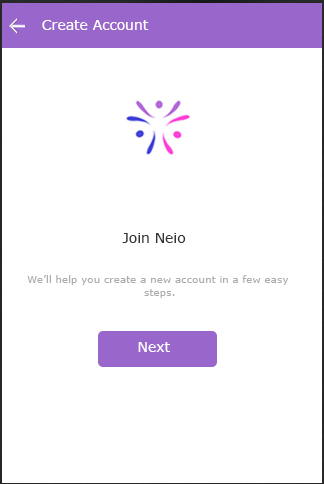 Create Account
Join Neio
We'll help you create a new account in a few easy
steps.
Next